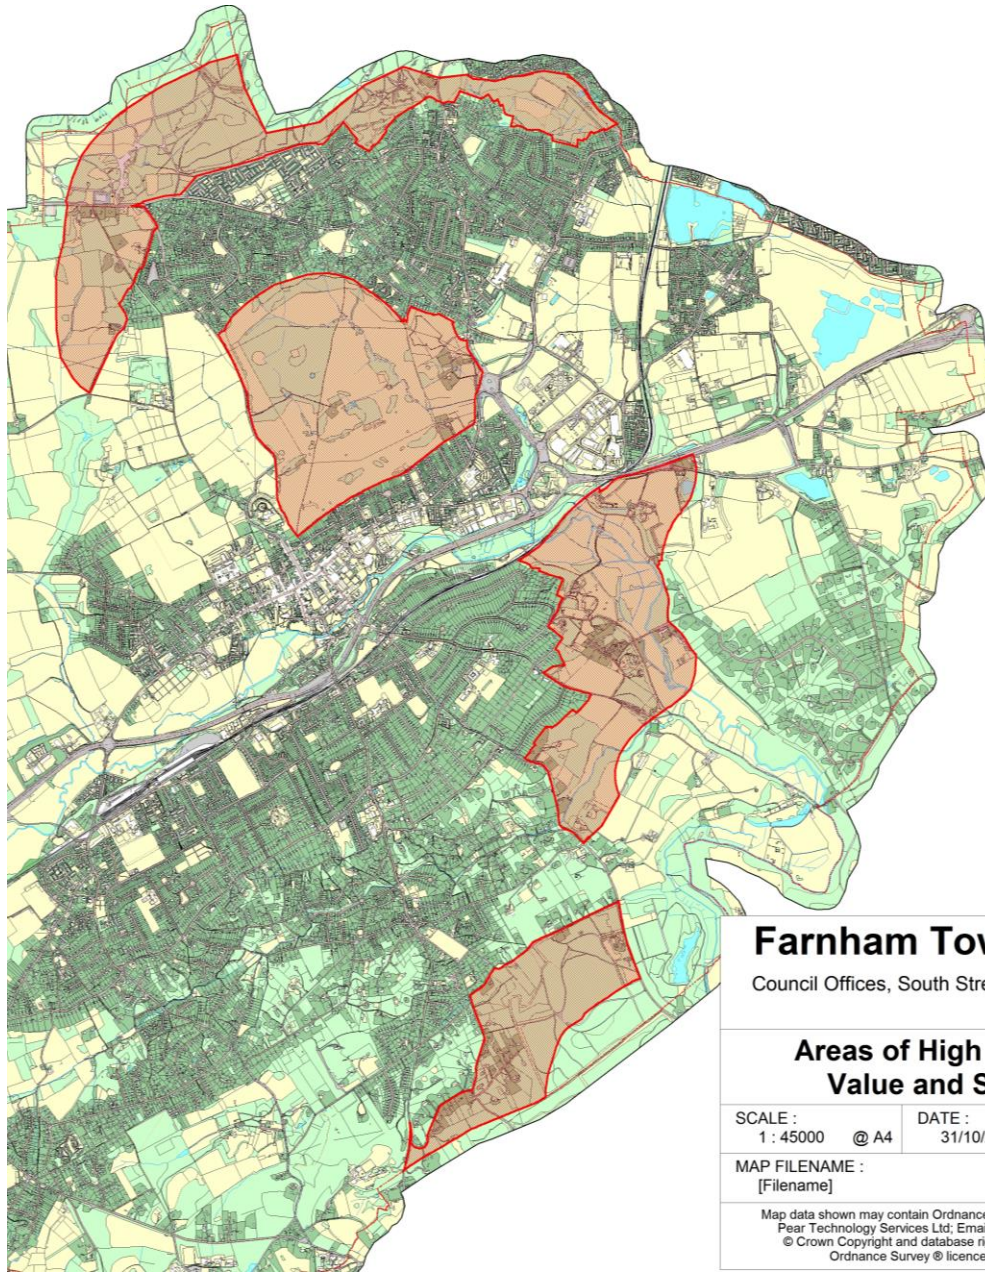 Farnham Tow
Council Offices, South Stre
Areas of High
Value and S
SCALE : DATE :
1 : 45000 @ A4 31/10/
MAP FILENAME :
[Filename]
Map data shown may contain Ordnance
Pear Technology Services Ltd; Emai
© Crown Copyright and database ri
Ordnance Survey ® licence